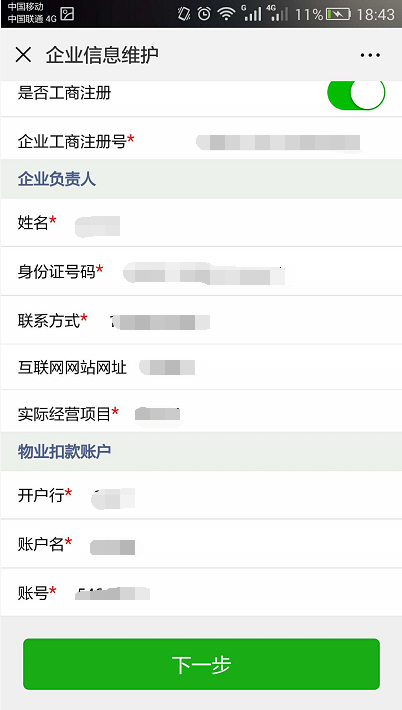 中国移动
中国联通 4G
G 4G 11% 18:43
企业信息维护
是否工商注册
企业工商注册号*
企业负责人
姓名*
身份证号码*
联系方式*
互联网网站网址
实际经营项目*
物业扣款账户
开户行*
账户名*
账号*
下一步